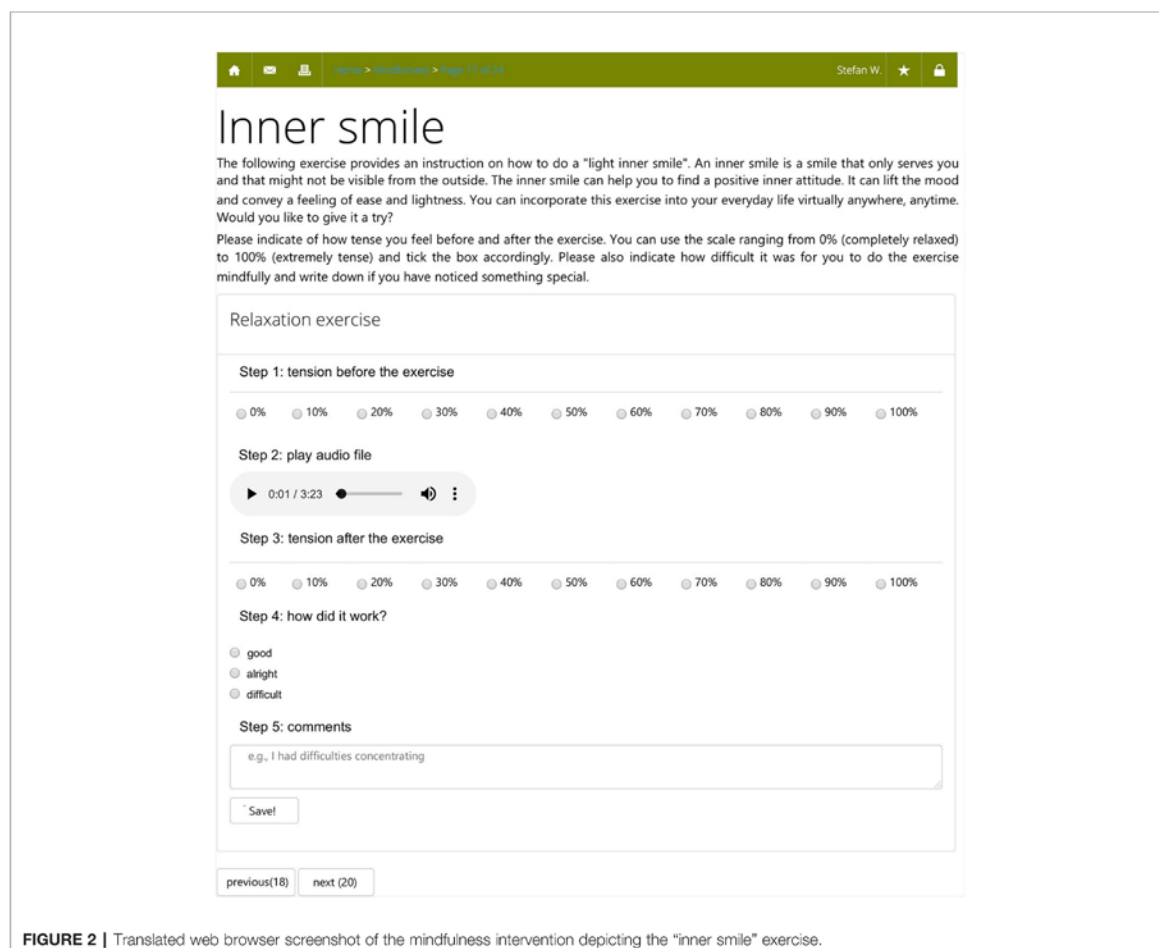 Home > Mindfulness > Page 17 of 24 Stefan W.
Inner smile
The following exercise provides an instruction on how to do a "light inner smile". An inner smile is a smile that only serves you
and that might not be visible from the outside. The inner smile can help you to find a positive inner attitude. It can lift the mood
and convey a feeling of ease and lightness. You can incorporate this exercise into your everyday life virtually anywhere, anytime.
Would you like to give it a try?
Please indicate of how tense you feel before and after the exercise. You can use the scale ranging from 0% (completely relaxed)
to 100% (extremely tense) and tick the box accordingly. Please also indicate how difficult it was for you to do the exercise
mindfully and write down if you have noticed something special.
Relaxation exercise
Step 1: tension before the exercise
0% 10% 20% 30% 40% 50% 60% 70% 80% 90% 100%
Step 2: play audio file
0:01 / 3:23
Step 3: tension after the exercise
0% 10% 20% 30% 40% 50% 60% 70% 80% 90% 100%
Step 4: how did it work?
good
alright
difficult
Step 5: comments
e.g., I had difficulties concentrating
Save!
previous(18) next (20)
FIGURE 2 | Translated web browser screenshot of the mindfulness intervention depicting the “inner smile” exercise.